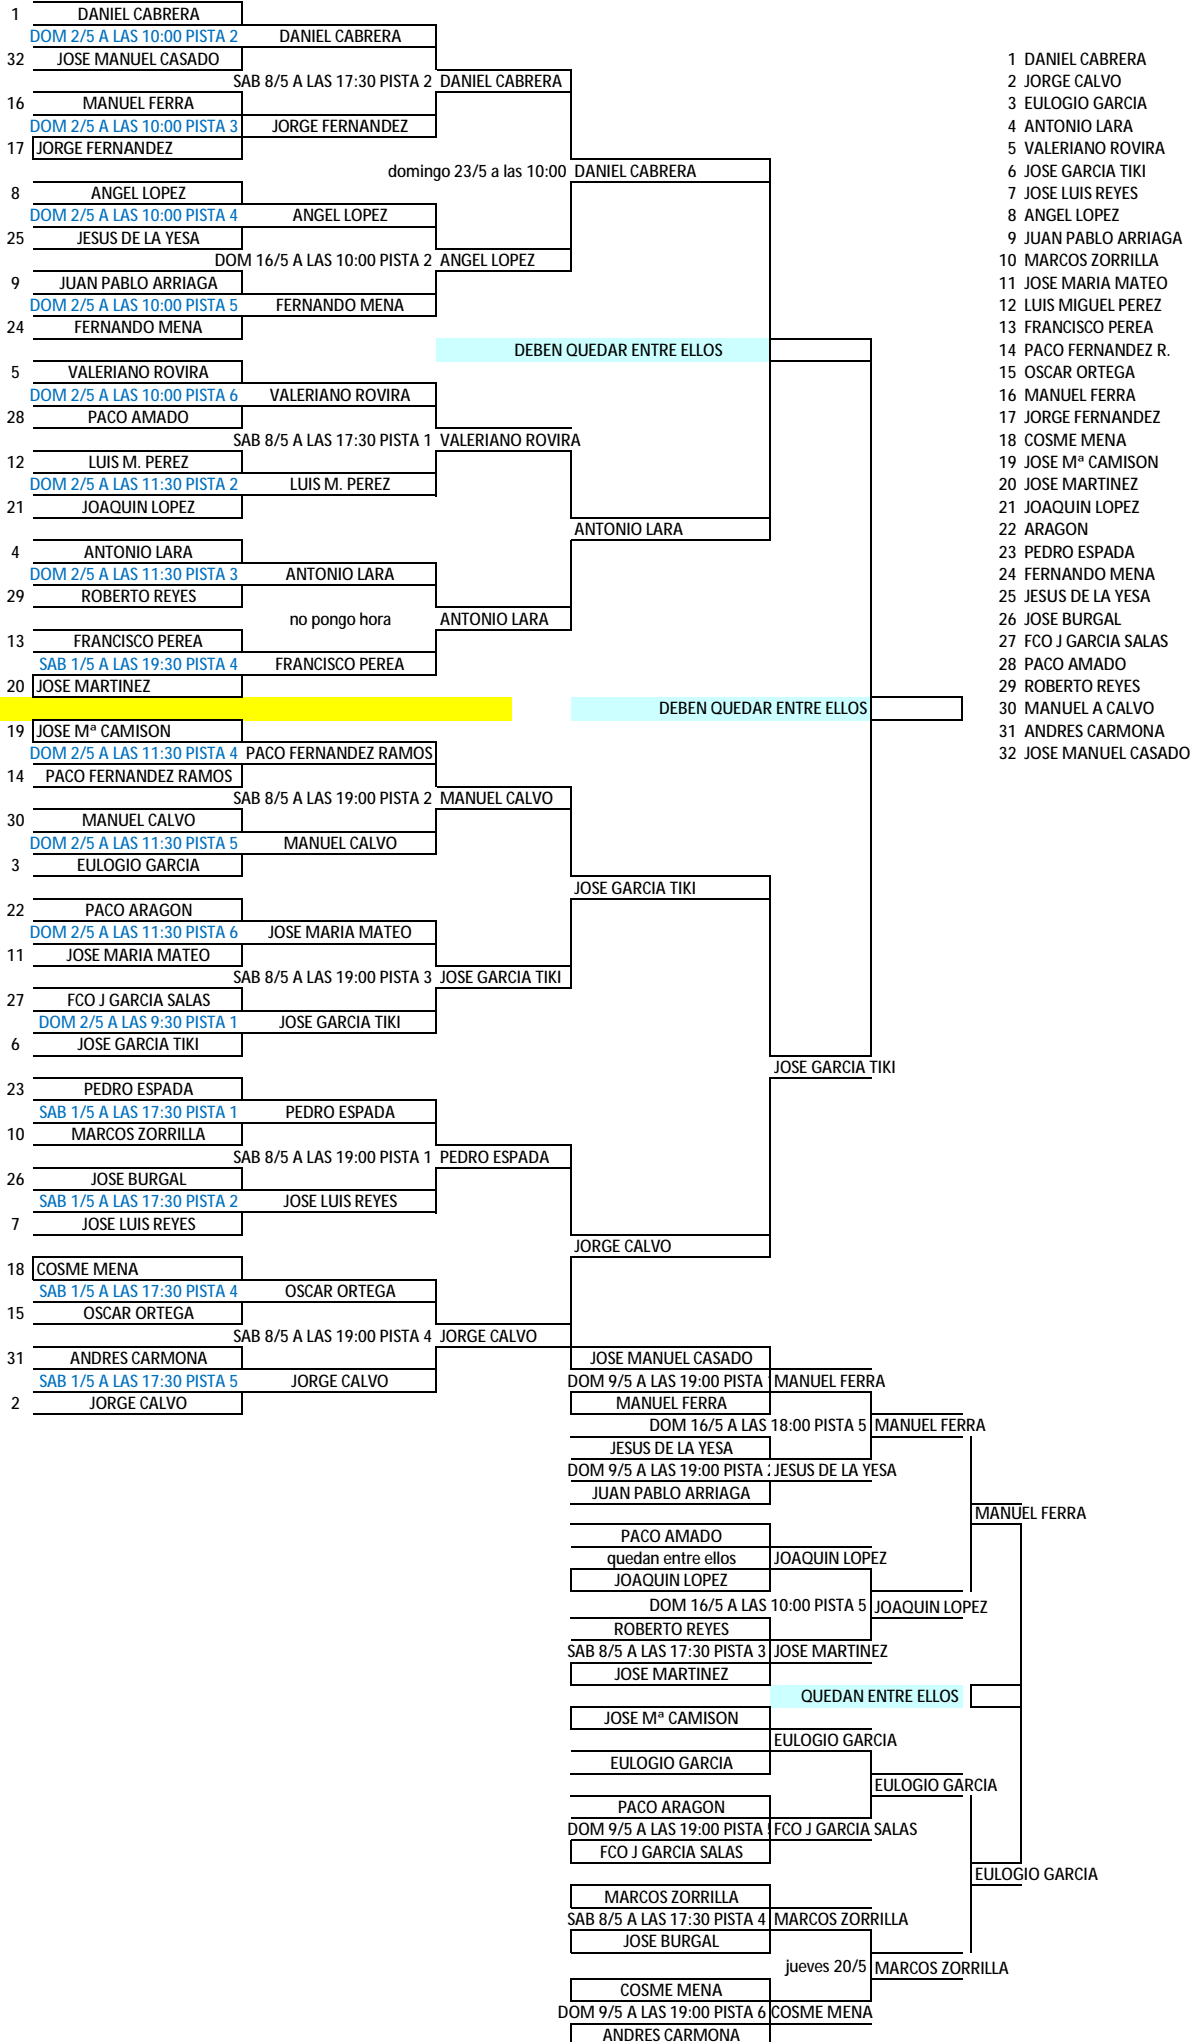 1 DANIEL CABRERA
DOM 2/5 A LAS 10:00 PISTA 2 DANIEL CABRERA
32 JOSE MANUEL CASADO
SAB 8/5 A LAS 17:30 PISTA 2 DANIEL CABRERA
16 MANUEL FERRA
DOM 2/5 A LAS 10:00 PISTA 3 JORGE FERNANDEZ
17 JORGE FERNANDEZ
domingo 23/5 a las 10:00 DANIEL CABRERA
8 ANGEL LOPEZ
DOM 2/5 A LAS 10:00 PISTA 4 ANGEL LOPEZ
25 JESUS DE LA YESA
DOM 16/5 A LAS 10:00 PISTA 2 ANGEL LOPEZ
9 JUAN PABLO ARRIAGA
DOM 2/5 A LAS 10:00 PISTA 5 FERNANDO MENA
24 FERNANDO MENA
DEBEN QUEDAR ENTRE ELLOS
5 VALERIANO ROVIRA
DOM 2/5 A LAS 10:00 PISTA 6 VALERIANO ROVIRA
28 PACO AMADO
SAB 8/5 A LAS 17:30 PISTA 1 VALERIANO ROVIRA
12 LUIS M. PEREZ
DOM 2/5 A LAS 11:30 PISTA 2 LUIS M. PEREZ
21 JOAQUIN LOPEZ
ANTONIO LARA
4 ANTONIO LARA
DOM 2/5 A LAS 11:30 PISTA 3 ANTONIO LARA
29 ROBERTO REYES
no pongo hora ANTONIO LARA
13 FRANCISCO PEREA
SAB 1/5 A LAS 19:30 PISTA 4 FRANCISCO PEREA
20 JOSE MARTINEZ
DEBEN QUEDAR ENTRE ELLOS
19 JOSE Mª CAMISON
DOM 2/5 A LAS 11:30 PISTA 4 PACO FERNANDEZ RAMOS
14 PACO FERNANDEZ RAMOS
SAB 8/5 A LAS 19:00 PISTA 2 MANUEL CALVO
30 MANUEL CALVO
DOM 2/5 A LAS 11:30 PISTA 5 MANUEL CALVO
3 EULOGIO GARCIA
JOSE GARCIA TIKI
22 PACO ARAGON
DOM 2/5 A LAS 11:30 PISTA 6 JOSE MARIA MATEO
11 JOSE MARIA MATEO
SAB 8/5 A LAS 19:00 PISTA 3 JOSE GARCIA TIKI
27 FCO J GARCIA SALAS
DOM 2/5 A LAS 9:30 PISTA 1 JOSE GARCIA TIKI
6 JOSE GARCIA TIKI
JOSE GARCIA TIKI
23 PEDRO ESPADA
SAB 1/5 A LAS 17:30 PISTA 1 PEDRO ESPADA
10 MARCOS ZORRILLA
SAB 8/5 A LAS 19:00 PISTA 1 PEDRO ESPADA
26 JOSE BURGAL
SAB 1/5 A LAS 17:30 PISTA 2 JOSE LUIS REYES
7 JOSE LUIS REYES
JORGE CALVO
18 COSME MENA
SAB 1/5 A LAS 17:30 PISTA 4 OSCAR ORTEGA
15 OSCAR ORTEGA
SAB 8/5 A LAS 19:00 PISTA 4 JORGE CALVO
31 ANDRES CARMONA
SAB 1/5 A LAS 17:30 PISTA 5 JORGE CALVO
2 JORGE CALVO
1 DANIEL CABRERA
2 JORGE CALVO
3 EULOGIO GARCIA
4 ANTONIO LARA
5 VALERIANO ROVIRA
6 JOSE GARCIA TIKI
7 JOSE LUIS REYES
8 ANGEL LOPEZ
9 JUAN PABLO ARRIAGA
10 MARCOS ZORRILLA
11 JOSE MARIA MATEO
12 LUIS MIGUEL PEREZ
13 FRANCISCO PEREA
14 PACO FERNANDEZ R.
15 OSCAR ORTEGA
16 MANUEL FERRA
17 JORGE FERNANDEZ
18 COSME MENA
19 JOSE Mª CAMISON
20 JOSE MARTINEZ
21 JOAQUIN LOPEZ
22 ARAGON
23 PEDRO ESPADA
24 FERNANDO MENA
25 JESUS DE LA YESA
26 JOSE BURGAL
27 FCO J GARCIA SALAS
28 PACO AMADO
29 ROBERTO REYES
30 MANUEL A CALVO
31 ANDRES CARMONA
32 JOSE MANUEL CASADO
JOSE MANUEL CASADO
DOM 9/5 A LAS 19:00 PISTA MANUEL FERRA
MANUEL FERRA
DOM 16/5 A LAS 18:00 PISTA 5 MANUEL FERRA
JESUS DE LA YESA
DOM 9/5 A LAS 19:00 PISTA JESUS DE LA YESA
JUAN PABLO ARRIAGA
MANUEL FERRA
PACO AMADO
quedan entre ellos JOAQUIN LOPEZ
JOAQUIN LOPEZ
DOM 16/5 A LAS 10:00 PISTA 5 JOAQUIN LOPEZ
ROBERTO REYES
SAB 8/5 A LAS 17:30 PISTA 3 JOSE MARTINEZ
JOSE MARTINEZ
QUEDAN ENTRE ELLOS
JOSE Mª CAMISON
EULOGIO GARCIA
EULOGIO GARCIA
EULOGIO GARCIA
PACO ARAGON
DOM 9/5 A LAS 19:00 PISTA FCO J GARCIA SALAS
FCO J GARCIA SALAS
EULOGIO GARCIA
MARCOS ZORRILLA
SAB 8/5 A LAS 17:30 PISTA 4 MARCOS ZORRILLA
JOSE BURGAL
jueves 20/5 MARCOS ZORRILLA
COSME MENA
DOM 9/5 A LAS 19:00 PISTA 6 COSME MENA
ANDRES CARMONA